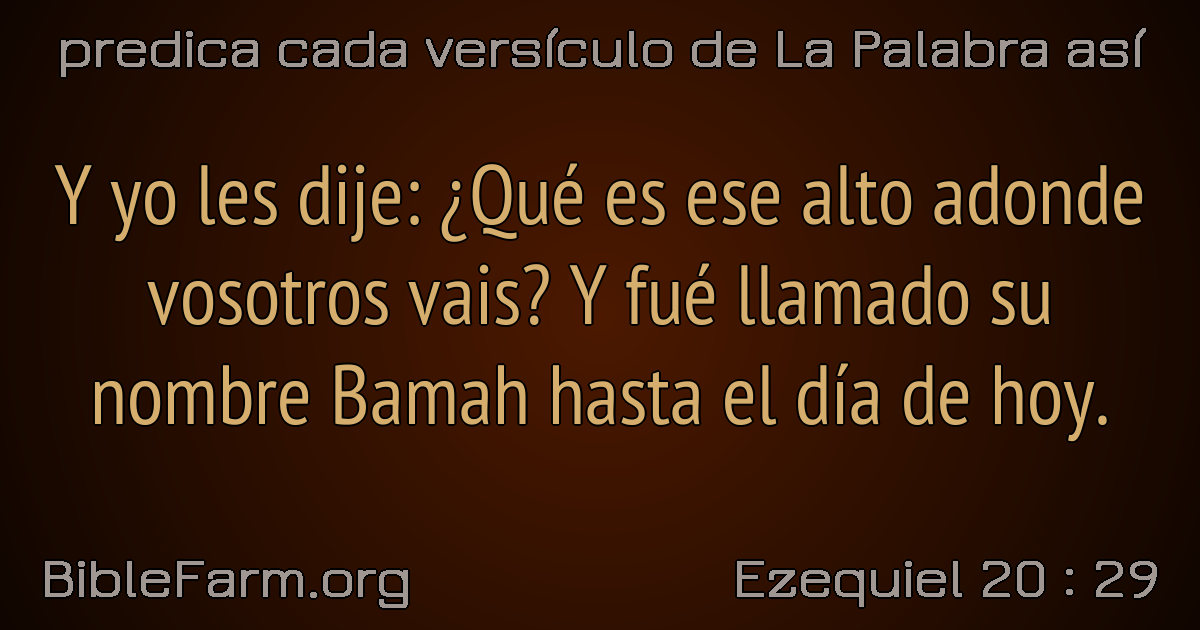 predica cada versículo de La Palabra así
Y yo les dije: ¿Qué es ese alto adonde
vosotros vais? Y fué llamado su
nombre Bamah hasta el día de hoy.
BibleFarm.org
Ezequiel 20 : 29